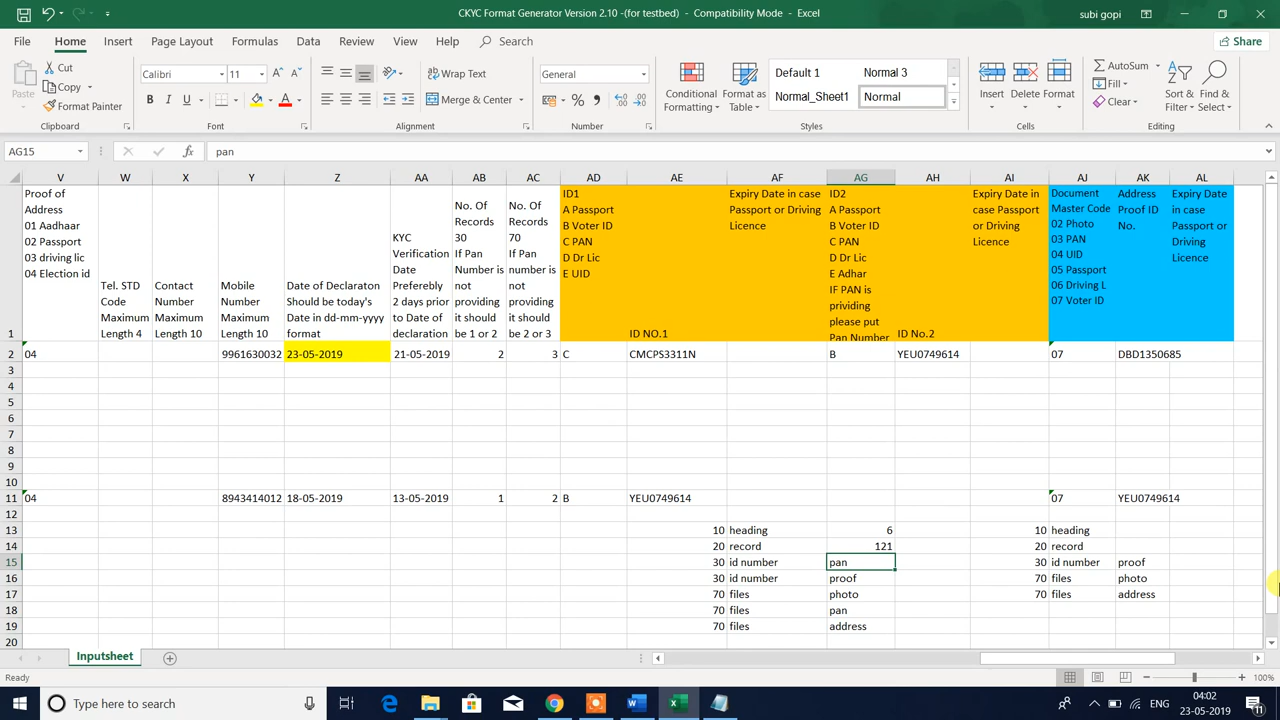 CKYC Format Generator Version 2.10 -(for testbed) - Compatibility Mode - Excel
subi gopi
File Home Insert Page Layout Formulas Data Review View Help Search Share
Paste
Cut
Copy
Format Painter
Clipboard
Calibri 11
B I U
Font
Wrap Text
Merge & Center
Alignment
General
Number
Conditional Formatting
Format as Table
Default 1 Normal 3
Normal_Sheet1 Normal
Styles
Insert Delete Format
Cells
AutoSum
Fill
Clear
Sort & Filter
Find & Select
Editing
AG15 fx pan
V W X Y Z AA AB AC AD AE AF AG AH AI AJ AK AL
1
Proof of
Address
01 Aadhaar
02 Passport
03 driving lic
04 Election id
Tel. STD
Code
Maximum
Length 4
Contact
Number
Maximum
Length 10
Mobile
Number
Maximum
Length 10
Date of Declaraton
Should be today's
Date in dd-mm-yyyy
format
KYC
Verification
Date
Preferebly
2 days prior
to Date of
declaration
No. Of
Records
30
If Pan
Number is
not
providing
it should
be 1 or 2
No. Of
Records
70
If Pan
number is
not
providing
it should
be 2 or 3
ID1
A Passport
B Voter ID
C PAN
D Dr Lic
E UID
ID NO.1
Expiry Date in case
Passport or Driving
Licence
ID2
A Passport
B Voter ID
C PAN
D Dr Lic
E Adhar
IF PAN is
prividing
please put
Pan Number
ID No.2
Expiry Date in
case Passport
or Driving
Licence
Document
Master Code
02 Photo
03 PAN
04 UID
05 Passport
06 Driving L
07 Voter ID
Address
Proof ID
No.
Expiry Date
in case
Passport or
Driving
Licence
2 04 9961630032 23-05-2019 21-05-2019 2 3 C CMCPS3311N B YEU0749614 07 DBD1350685
3
4
5
6
7
8
9
10
11 04 8943414012 18-05-2019 13-05-2019 1 2 B YEU0749614 07 YEU0749614
12
13 10 heading 6 10 heading
14 20 record 121 20 record
15 30 id number pan 30 id number proof
16 30 id number proof 70 files photo
17 70 files photo 70 files address
18 70 files pan
19 70 files address
20
Inputsheet
Ready 100%
Type here to search ENG 04:02
23-05-2019 11